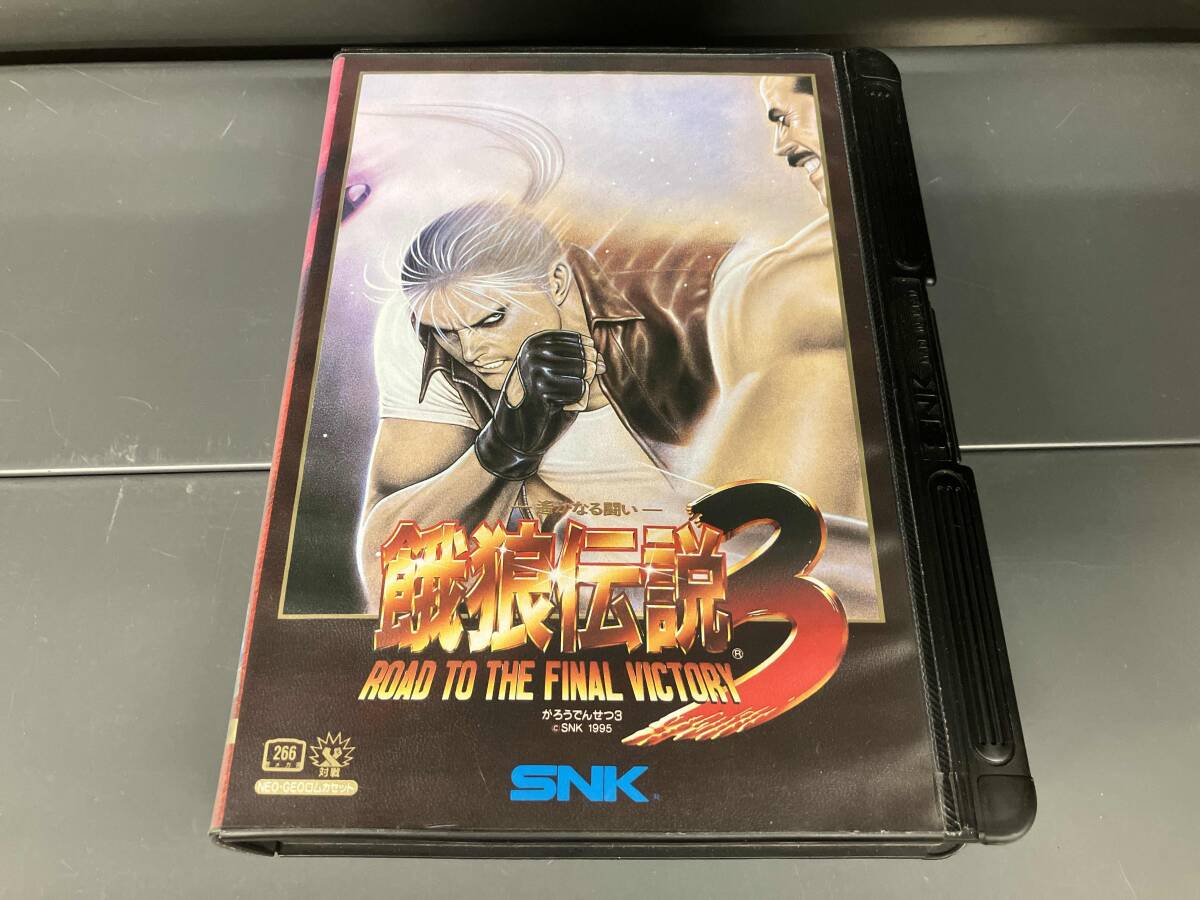 — 遥かなる闘い —
餓狼伝説3®
ROAD TO THE FINAL VICTORY
がろうでんせつ3
©SNK 1995
266
対戦
NEO・GEOロムカセット
SNK
SNK